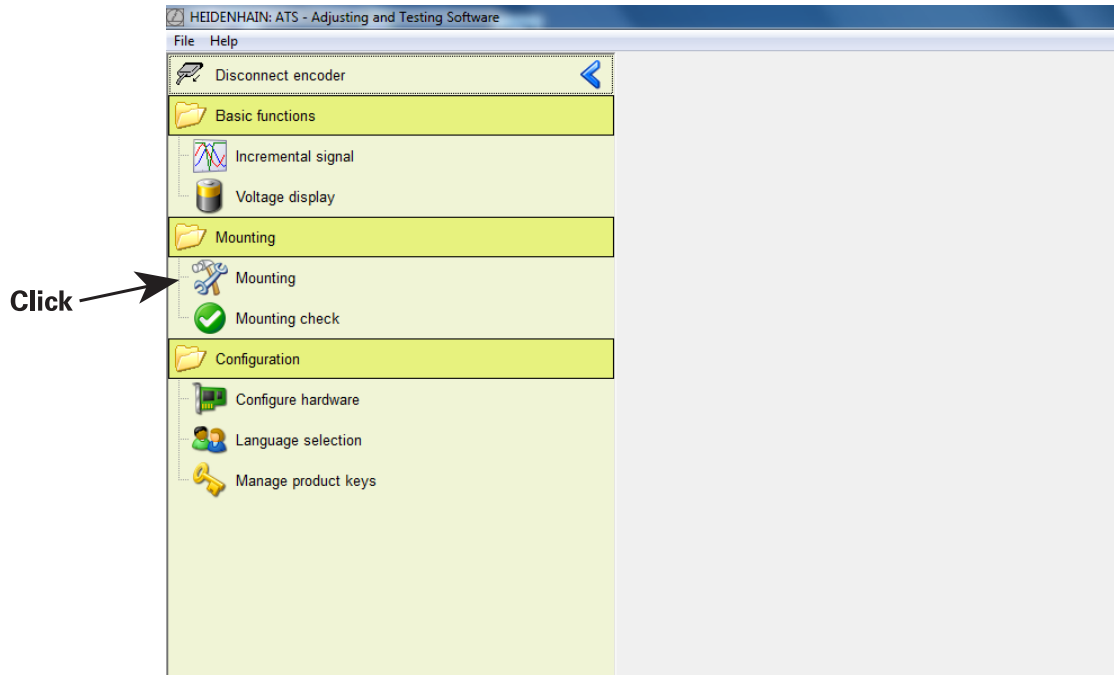 HEIDENHAIN: ATS - Adjusting and Testing Software
File Help
Disconnect encoder
Basic functions
Incremental signal
Voltage display
Mounting
Mounting
Click
Mounting check
Configuration
Configure hardware
Language selection
Manage product keys